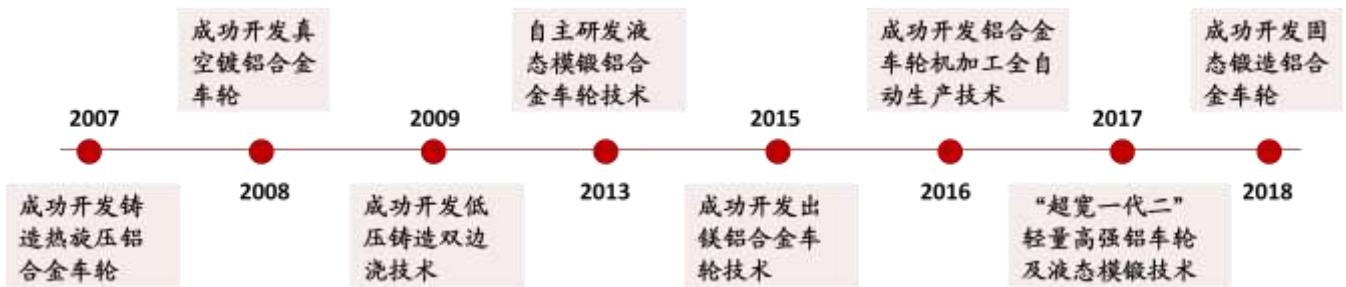 2007
成功开发铸
造热旋压铝
合金车轮
成功开发真
空镀铝合金
车轮
2008
2009
成功开发低
压铸造双边
浇技术
自主研发液
态模锻铝合
金车轮技术
2013
2015
成功开发出
镁铝合金车
轮技术
成功开发铝合金
车轮机加工全自
动生产技术
2016
2017
“超宽一代二”
轻量高强铝车轮
及液态模锻技术
成功开发固
态锻造铝合
金车轮
2018